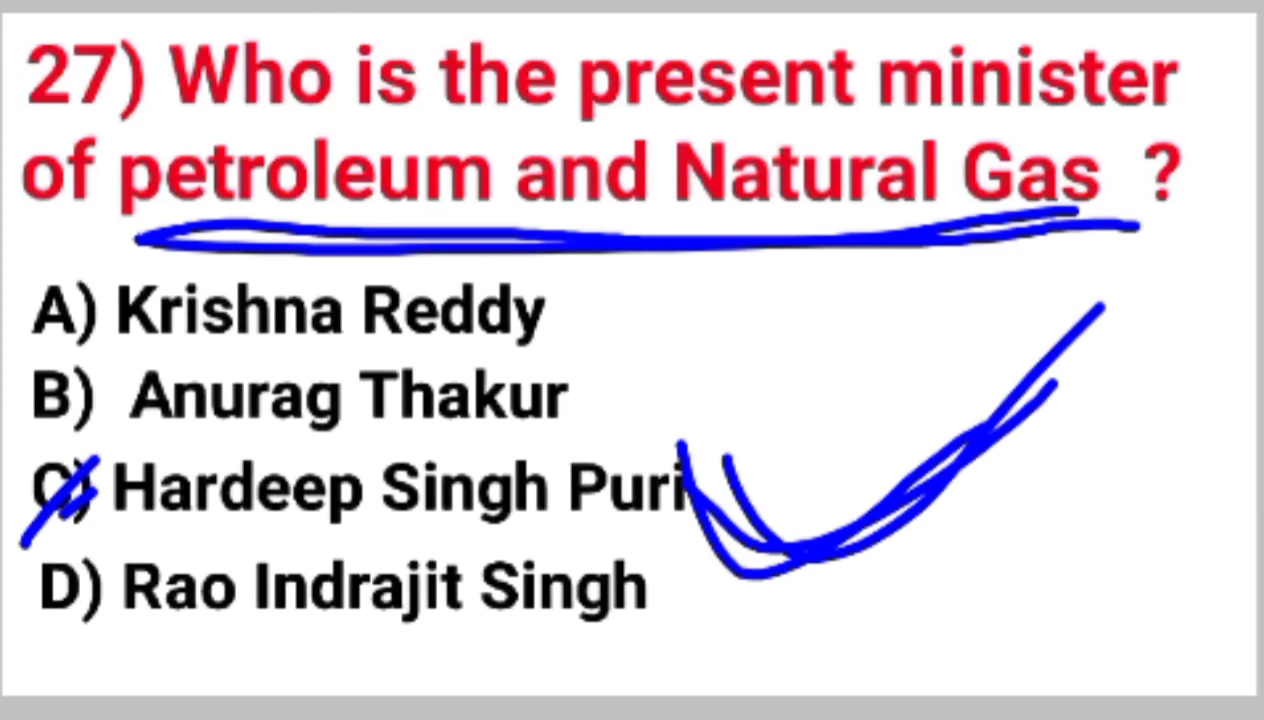 27) Who is the present minister
of petroleum and Natural Gas ?
A) Krishna Reddy
B) Anurag Thakur
C) Hardeep Singh Puri
D) Rao Indrajit Singh